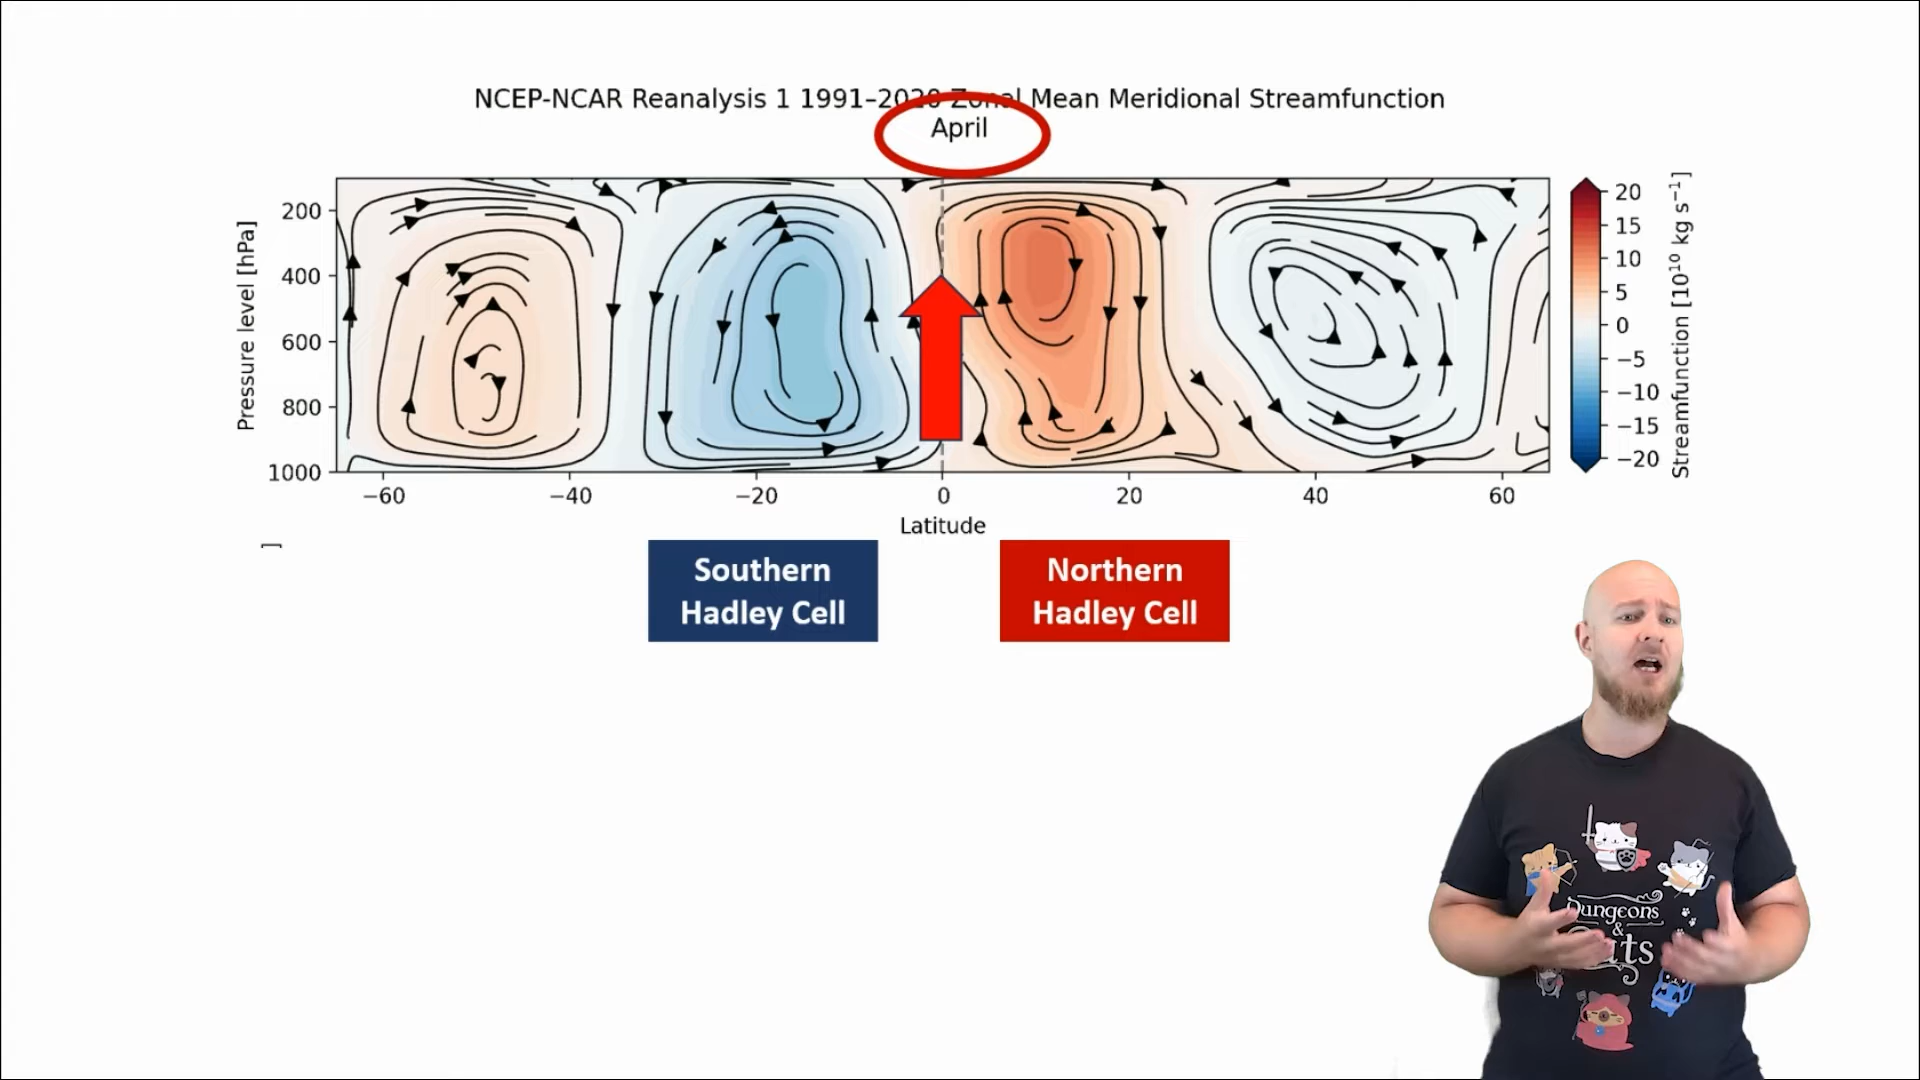 NCEP-NCAR Reanalysis 1 1991–2020 Zonal Mean Meridional Streamfunction
April
Pressure level [hPa]
200
400
600
800
1000
−60
−40
−20
0
20
40
60
Latitude
20
15
10
5
0
−5
−10
−15
−20
Streamfunction [10¹⁰ kg s⁻¹]
]
Southern
Hadley Cell
Northern
Hadley Cell
Dungeons
&
Cats